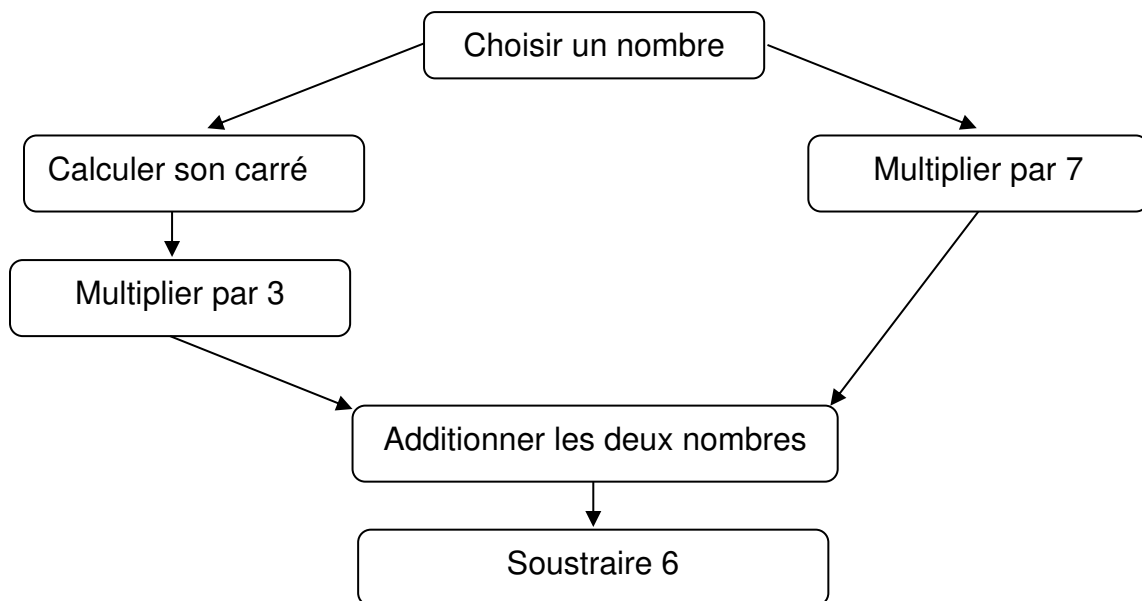 Choisir un nombre
Calculer son carré
Multiplier par 7
Multiplier par 3
Additionner les deux nombres
Soustraire 6